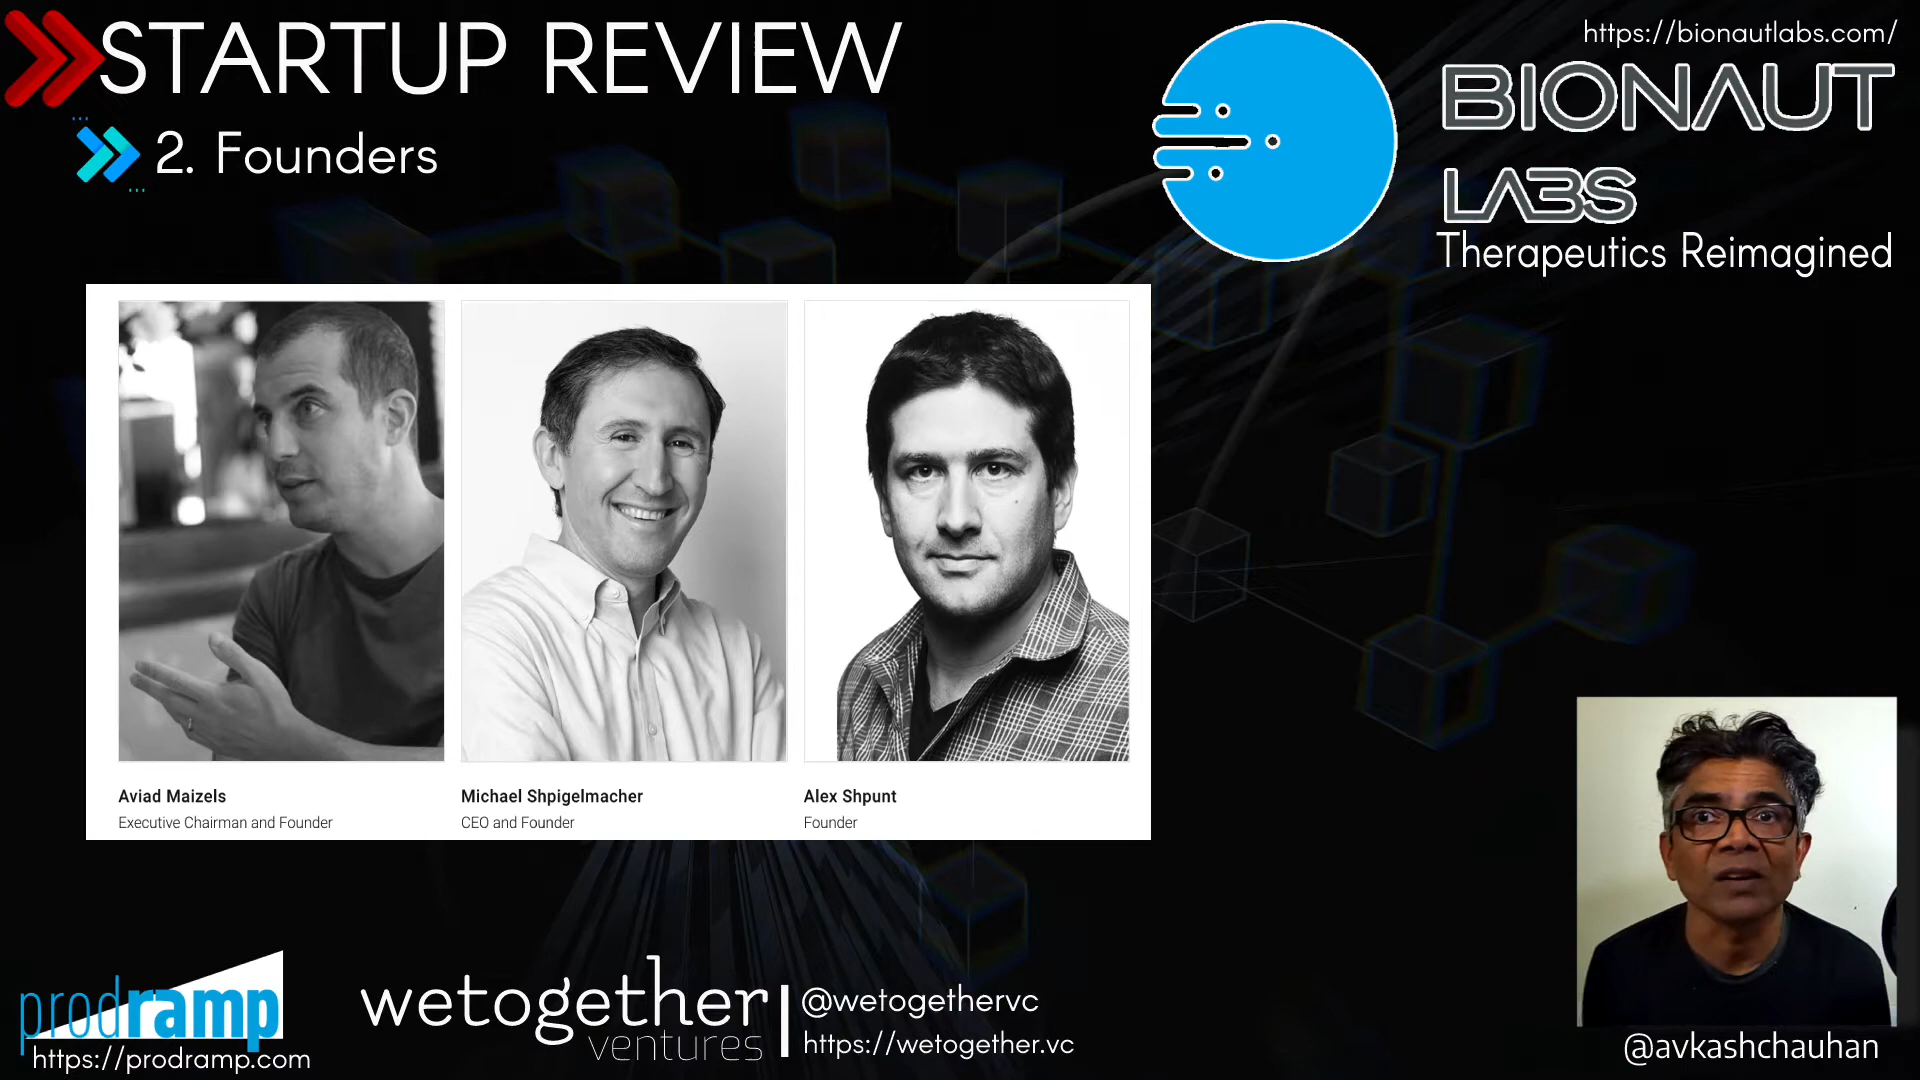 STARTUP REVIEW
2. Founders
https://bionautlabs.com/
BIONAUT
LABS
Therapeutics Reimagined
Aviad Maizels
Executive Chairman and Founder
Michael Shpigelmacher
CEO and Founder
Alex Shpunt
Founder
prodramp
https://prodramp.com
wetogether
ventures
@wetogethervc
https://wetogether.vc
@avkashchauhan